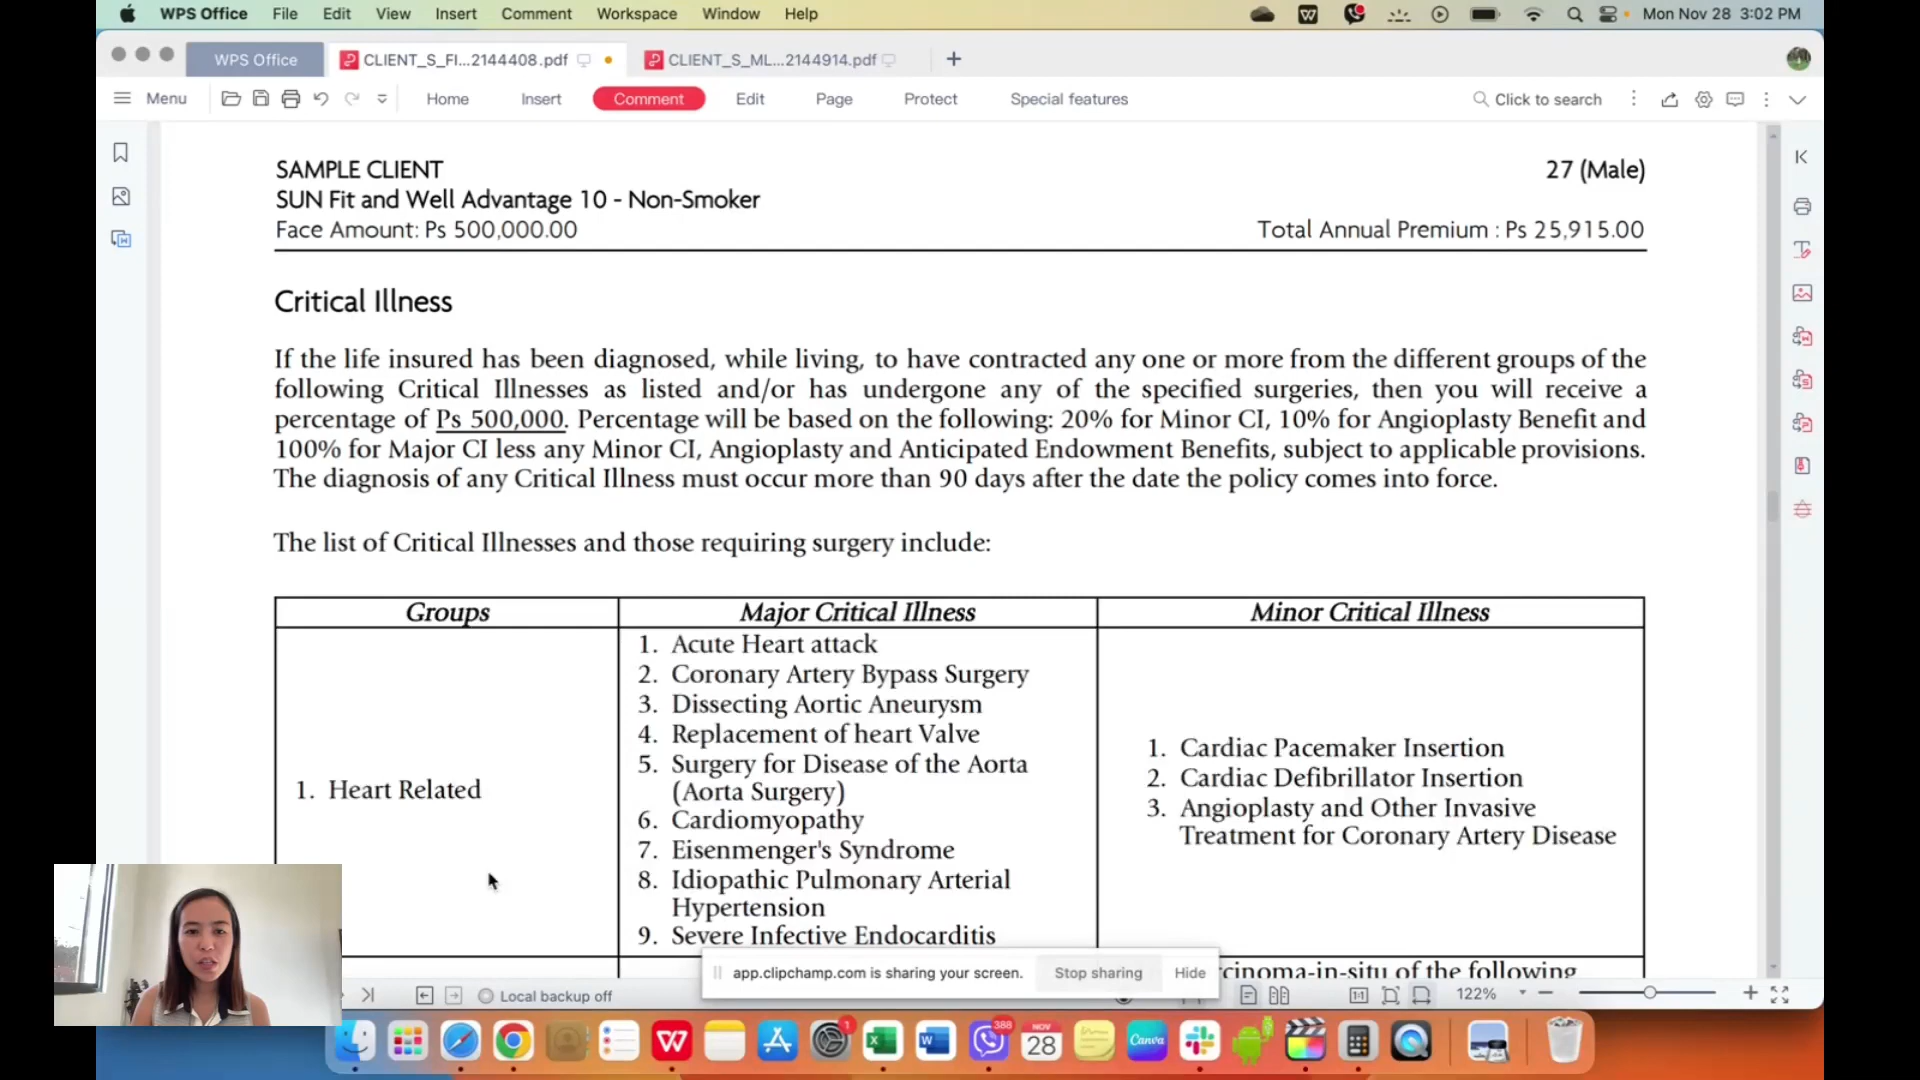 WPS Office File Edit View Insert Comment Workspace Window Help Mon Nov 28 3:02 PM
WPS Office CLIENT_S_FI...2144408.pdf CLIENT_S_ML...2144914.pdf
Menu Home Insert Comment Edit Page Protect Special features Click to search
SAMPLE CLIENT 27 (Male)
SUN Fit and Well Advantage 10 - Non-Smoker
Face Amount: Ps 500,000.00 Total Annual Premium : Ps 25,915.00
Critical Illness
If the life insured has been diagnosed, while living, to have contracted any one or more from the different groups of the
following Critical Illnesses as listed and/or has undergone any of the specified surgeries, then you will receive a
percentage of Ps 500,000. Percentage will be based on the following: 20% for Minor CI, 10% for Angioplasty Benefit and
100% for Major CI less any Minor CI, Angioplasty and Anticipated Endowment Benefits, subject to applicable provisions.
The diagnosis of any Critical Illness must occur more than 90 days after the date the policy comes into force.
The list of Critical Illnesses and those requiring surgery include:
Groups Major Critical Illness Minor Critical Illness
1. Heart Related
1. Acute Heart attack
2. Coronary Artery Bypass Surgery
3. Dissecting Aortic Aneurysm
4. Replacement of heart Valve
5. Surgery for Disease of the Aorta
(Aorta Surgery)
6. Cardiomyopathy
7. Eisenmenger's Syndrome
8. Idiopathic Pulmonary Arterial
Hypertension
9. Severe Infective Endocarditis
1. Cardiac Pacemaker Insertion
2. Cardiac Defibrillator Insertion
3. Angioplasty and Other Invasive
Treatment for Coronary Artery Disease
rcinoma-in-situ of the following
app.clipchamp.com is sharing your screen. Stop sharing Hide
Local backup off 122%
1 388 NOV 28 Canva